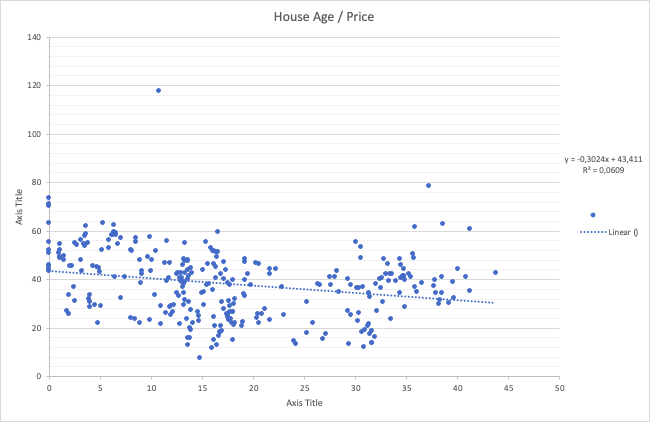 House Age / Price
140
120
100
80
60
40
20
0
Axis Title
0 5 10 15 20 25 30 35 40 45 50
Axis Title
y = -0,3024x + 43,411
R² = 0,0609
Linear ()